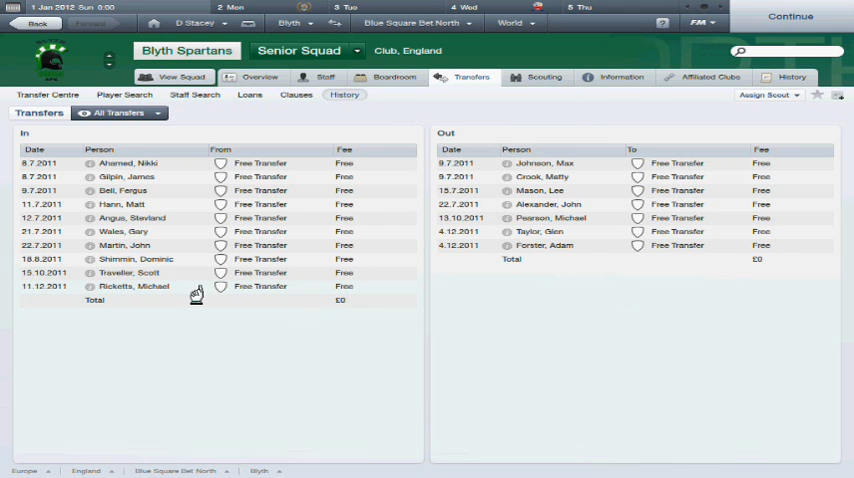 1 Jan 2012 Sun 0:00 2 Mon 3 Tue 4 Wed 5 Thu Continue
Back Forward D Stacey Blyth Blue Square Bet North World ? FM
Blyth Spartans Senior Squad Club, England
View Squad Overview Staff Boardroom Transfers Scouting Information Affiliated Clubs History
Transfer Centre Player Search Staff Search Loans Clauses History Assign Scout
Transfers All Transfers
In
Date Person From Fee
8.7.2011 Ahamed, Nikki Free Transfer Free
8.7.2011 Gilpin, James Free Transfer Free
9.7.2011 Bell, Fergus Free Transfer Free
11.7.2011 Hann, Matt Free Transfer Free
12.7.2011 Angus, Stevland Free Transfer Free
21.7.2011 Wales, Gary Free Transfer Free
22.7.2011 Martin, John Free Transfer Free
18.8.2011 Shimmin, Dominic Free Transfer Free
15.10.2011 Traveller, Scott Free Transfer Free
11.12.2011 Ricketts, Michael Free Transfer Free
Total £0
Out
Date Person To Fee
9.7.2011 Johnson, Max Free Transfer Free
9.7.2011 Crook, Matty Free Transfer Free
15.7.2011 Mason, Lee Free Transfer Free
22.7.2011 Alexander, John Free Transfer Free
13.10.2011 Pearson, Michael Free Transfer Free
4.12.2011 Taylor, Glen Free Transfer Free
4.12.2011 Forster, Adam Free Transfer Free
Total £0
Europe England Blue Square Bet North Blyth